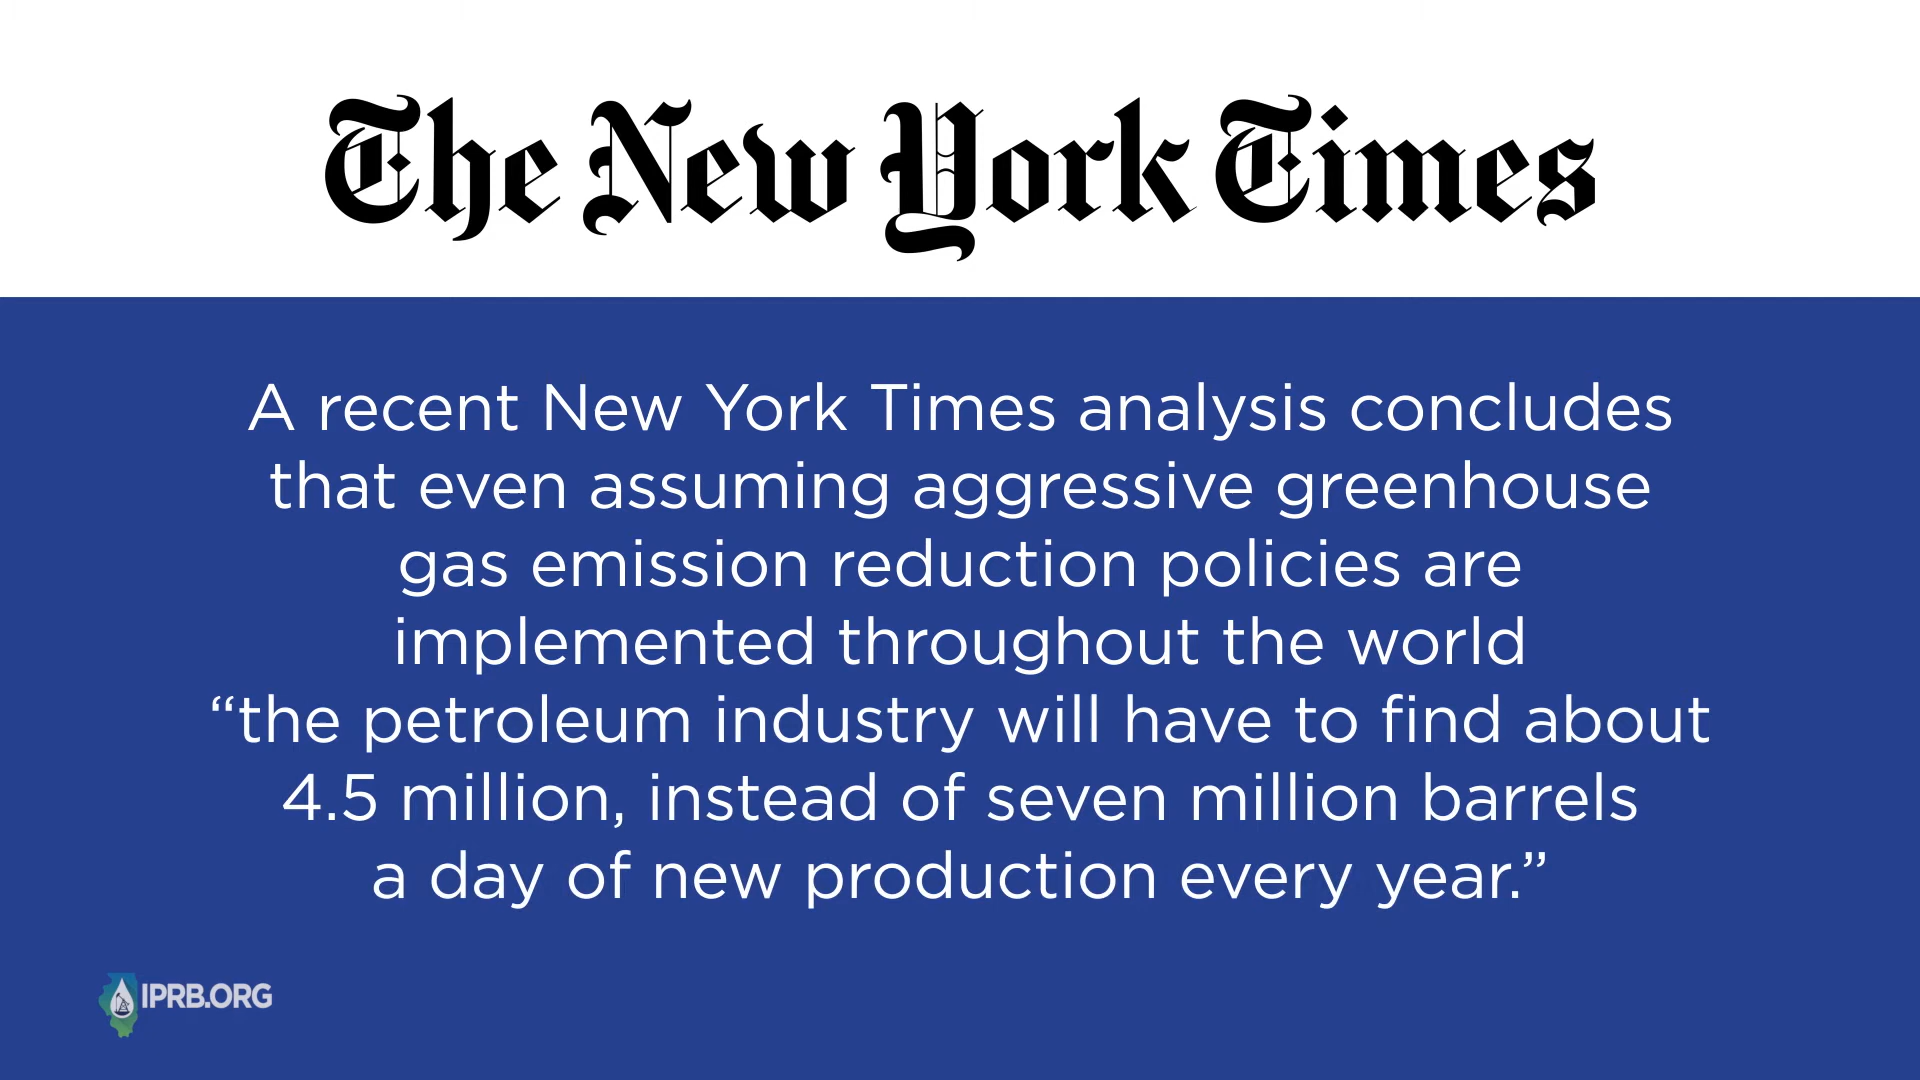 The New York Times
A recent New York Times analysis concludes
that even assuming aggressive greenhouse
gas emission reduction policies are
implemented throughout the world
“the petroleum industry will have to find about
4.5 million, instead of seven million barrels
a day of new production every year.”
IPRB.ORG